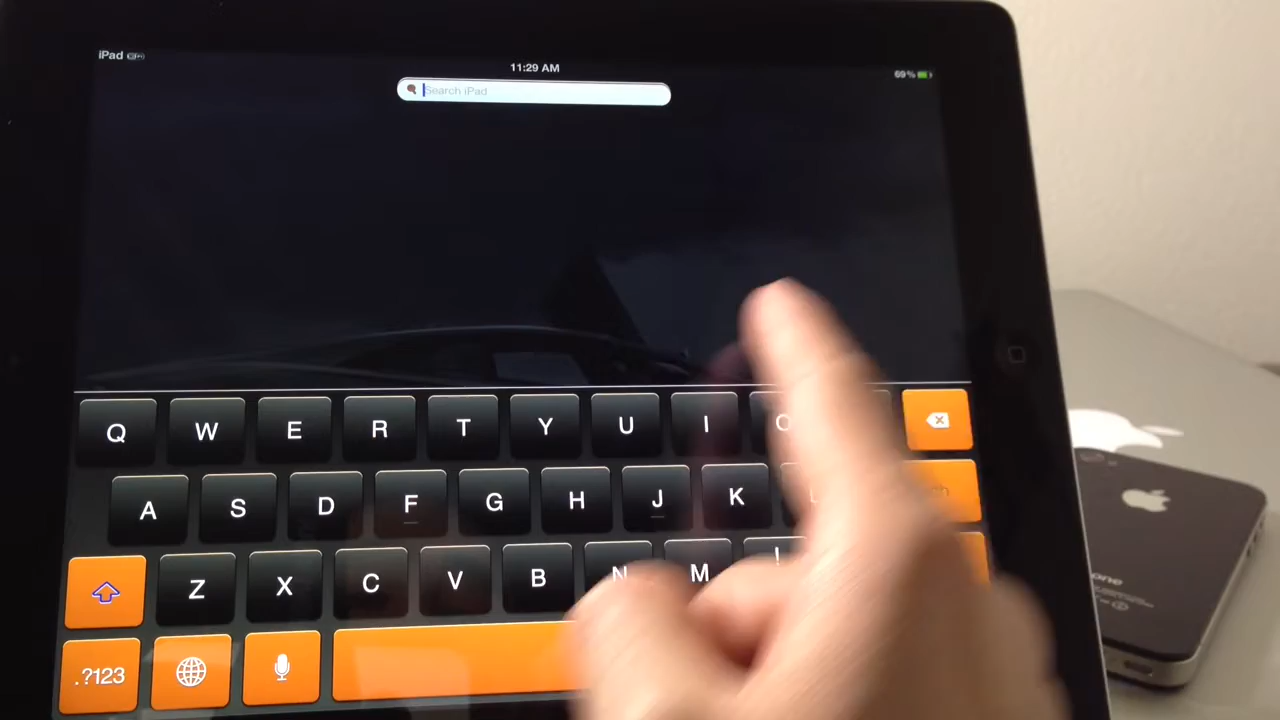 iPad
11:29 AM
69%
Search iPad
Q W E R T Y U I O
A S D F G H J K L
Z X C V B N M !
.?123